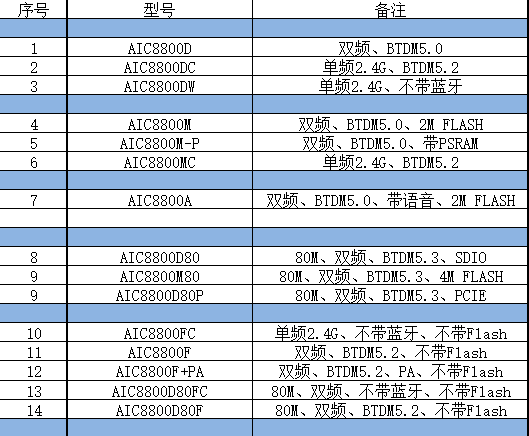 序号 型号 备注
1 AIC8800D 双频、BTDM5.0
2 AIC8800DC 单频2.4G、BTDM5.2
3 AIC8800DW 单频2.4G、不带蓝牙
4 AIC8800M 双频、BTDM5.0、2M FLASH
5 AIC8800M-P 双频、BTDM5.0、带PSRAM
6 AIC8800MC 单频2.4G、BTDM5.2
7 AIC8800A 双频、BTDM5.0、带语音、2M FLASH
8 AIC8800D80 80M、双频、BTDM5.3、SDIO
9 AIC8800M80 80M、双频、BTDM5.3、4M FLASH
9 AIC8800D80P 80M、双频、BTDM5.3、PCIE
10 AIC8800FC 单频2.4G、不带蓝牙、不带Flash
11 AIC8800F 双频、BTDM5.2、不带Flash
12 AIC8800F+PA 双频、BTDM5.2、PA、不带Flash
13 AIC8800D80FC 80M、双频、不带蓝牙、不带Flash
14 AIC8800D80F 80M、双频、BTDM5.2、不带Flash